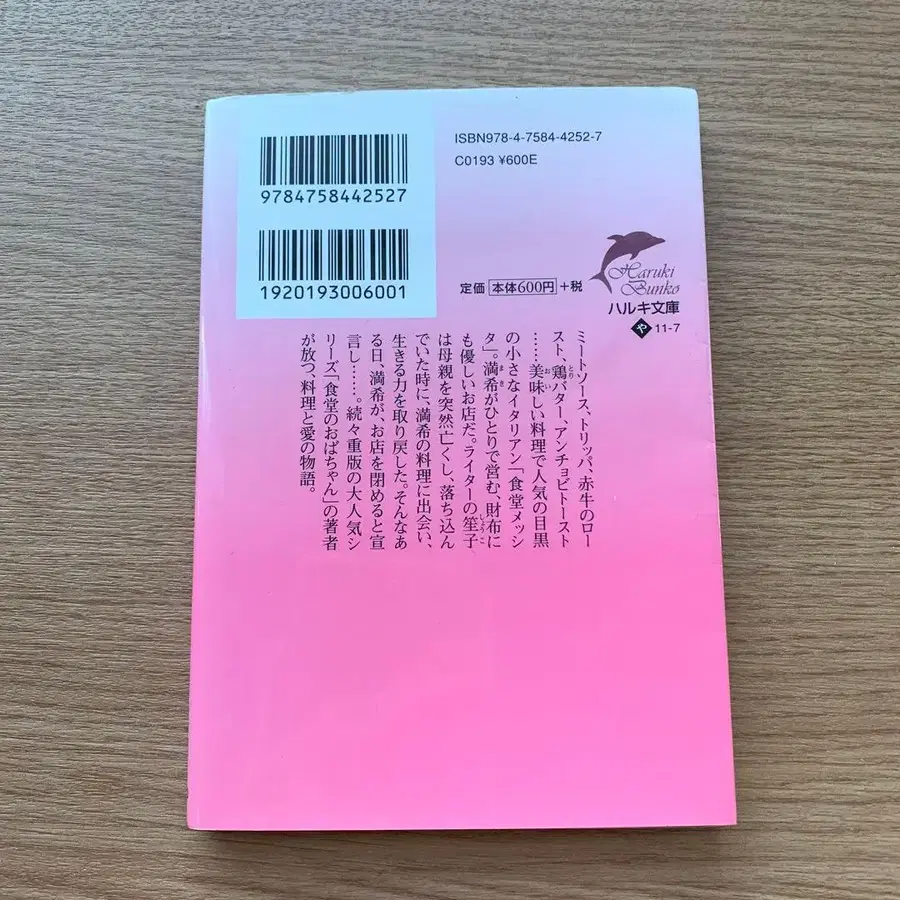 ISBN978-4-7584-4252-7
C0193 ¥600E
9784758442527
1920193006001
定価 本体600円 +税
Haruki
Bunko
ハルキ文庫
や 11-7
ミートソース、トリッパ、赤牛のロー
スト、鶏バター、アンチョビトースト
……美味しい料理で人気の目黒
の小さなイタリアン「食堂メッシ
タ」。満希がひとりで営む、財布に
も優しいお店だ。ライターの笙子
は母親を突然亡くし、落ち込ん
でいた時に、満希の料理に出会い、
生きる力を取り戻した。そんなあ
る日、満希が、お店を閉めると宣
言し……。続々重版の大人気シ
リーズ「食堂のおばちゃん」の著者
が放つ、料理と愛の物語。